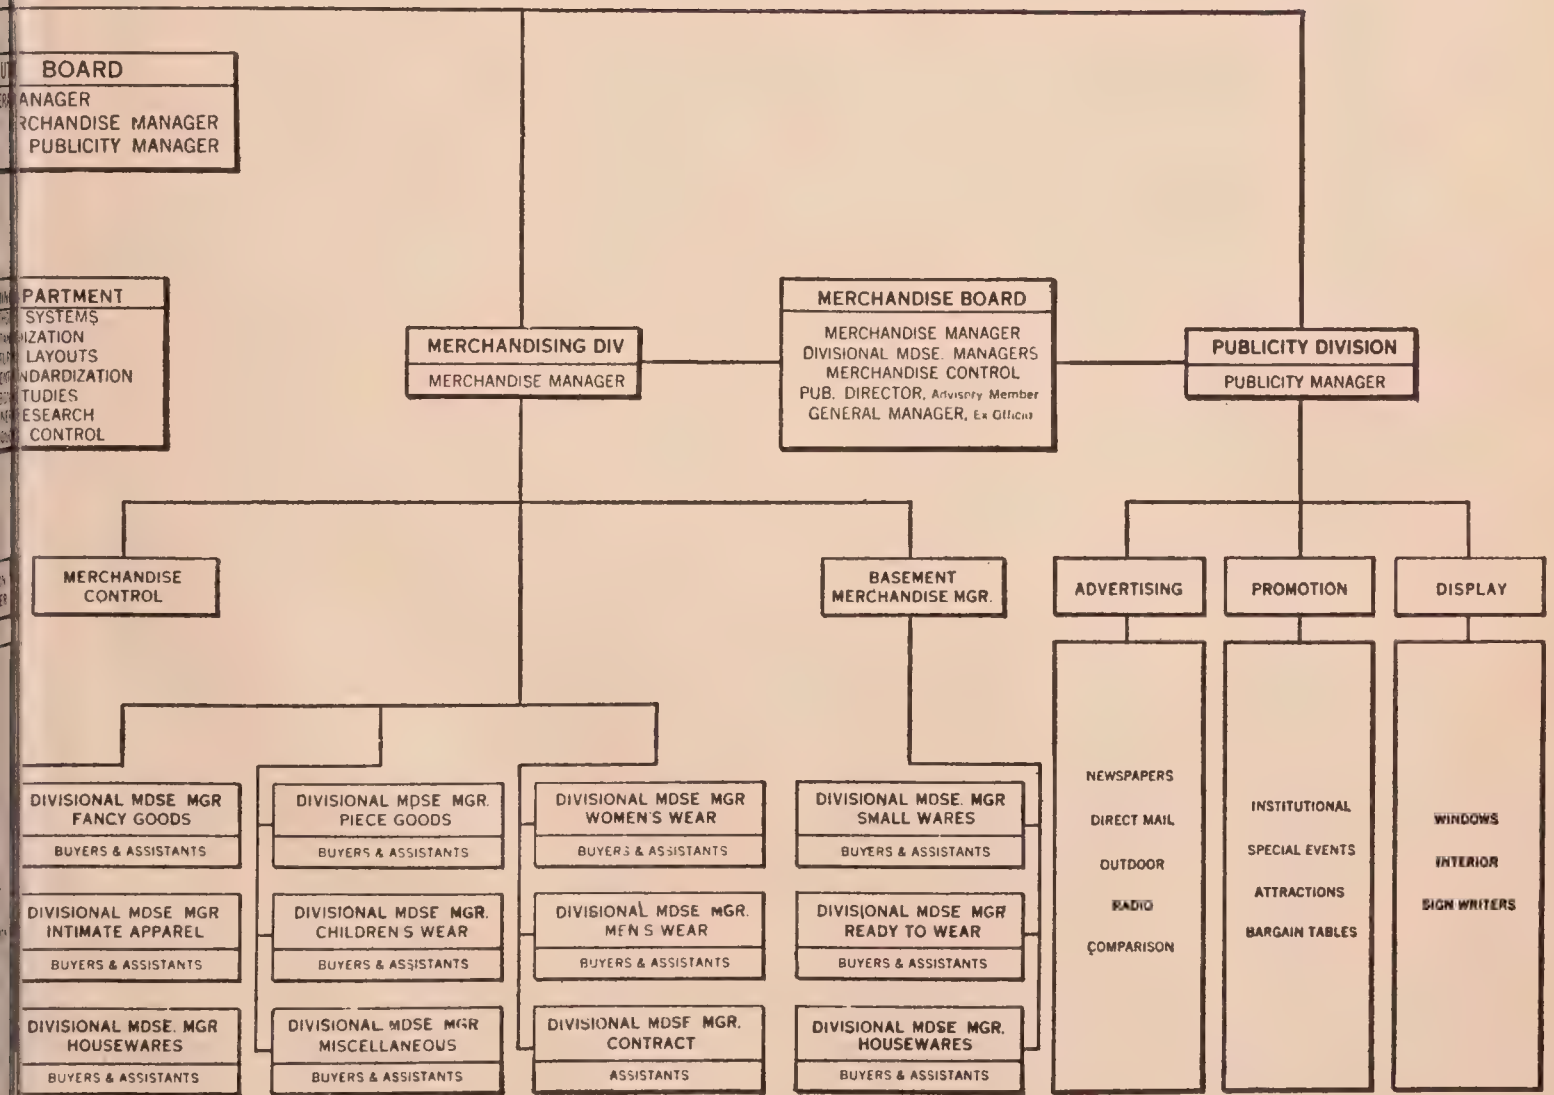 BOARD
ANAGER
RCHANDISE MANAGER
PUBLICITY MANAGER
PARTMENT
SYSTEMS
IZATION
LAYOUTS
NDARDIZATION
TUDIES
ESEARCH
CONTROL
MERCHANDISING DIV
MERCHANDISE MANAGER
MERCHANDISE BOARD
MERCHANDISE MANAGER
DIVISIONAL MDSE. MANAGERS
MERCHANDISE CONTROL
PUB. DIRECTOR, Advisory Member
GENERAL MANAGER, Ex Officio
PUBLICITY DIVISION
PUBLICITY MANAGER
MERCHANDISE
CONTROL
BASEMENT
MERCHANDISE MGR.
ADVERTISING
PROMOTION
DISPLAY
DIVISIONAL MDSE MGR
FANCY GOODS
BUYERS & ASSISTANTS
DIVISIONAL MDSE MGR.
PIECE GOODS
BUYERS & ASSISTANTS
DIVISIONAL MDSE MGR
WOMEN'S WEAR
BUYERS & ASSISTANTS
DIVISIONAL MDSE. MGR
SMALL WARES
BUYERS & ASSISTANTS
DIVISIONAL MDSE MGR
INTIMATE APPAREL
BUYERS & ASSISTANTS
DIVISIONAL MDSE MGR.
CHILDREN S WEAR
BUYERS & ASSISTANTS
DIVISIONAL MDSE MGR.
MEN S WEAR
BUYERS & ASSISTANTS
DIVISIONAL MDSE MGR
READY TO WEAR
BUYERS & ASSISTANTS
DIVISIONAL MDSE. MGR
HOUSEWARES
BUYERS & ASSISTANTS
DIVISIONAL MDSE MGR
MISCELLANEOUS
BUYERS & ASSISTANTS
DIVISIONAL MDSE MGR.
CONTRACT
ASSISTANTS
DIVISIONAL MDSE MGR.
HOUSEWARES
BUYERS & ASSISTANTS
NEWSPAPERS
DIRECT MAIL
OUTDOOR
RADIO
COMPARISON
INSTITUTIONAL
SPECIAL EVENTS
ATTRACTIONS
BARGAIN TABLES
WINDOWS
INTERIOR
SIGN WRITERS